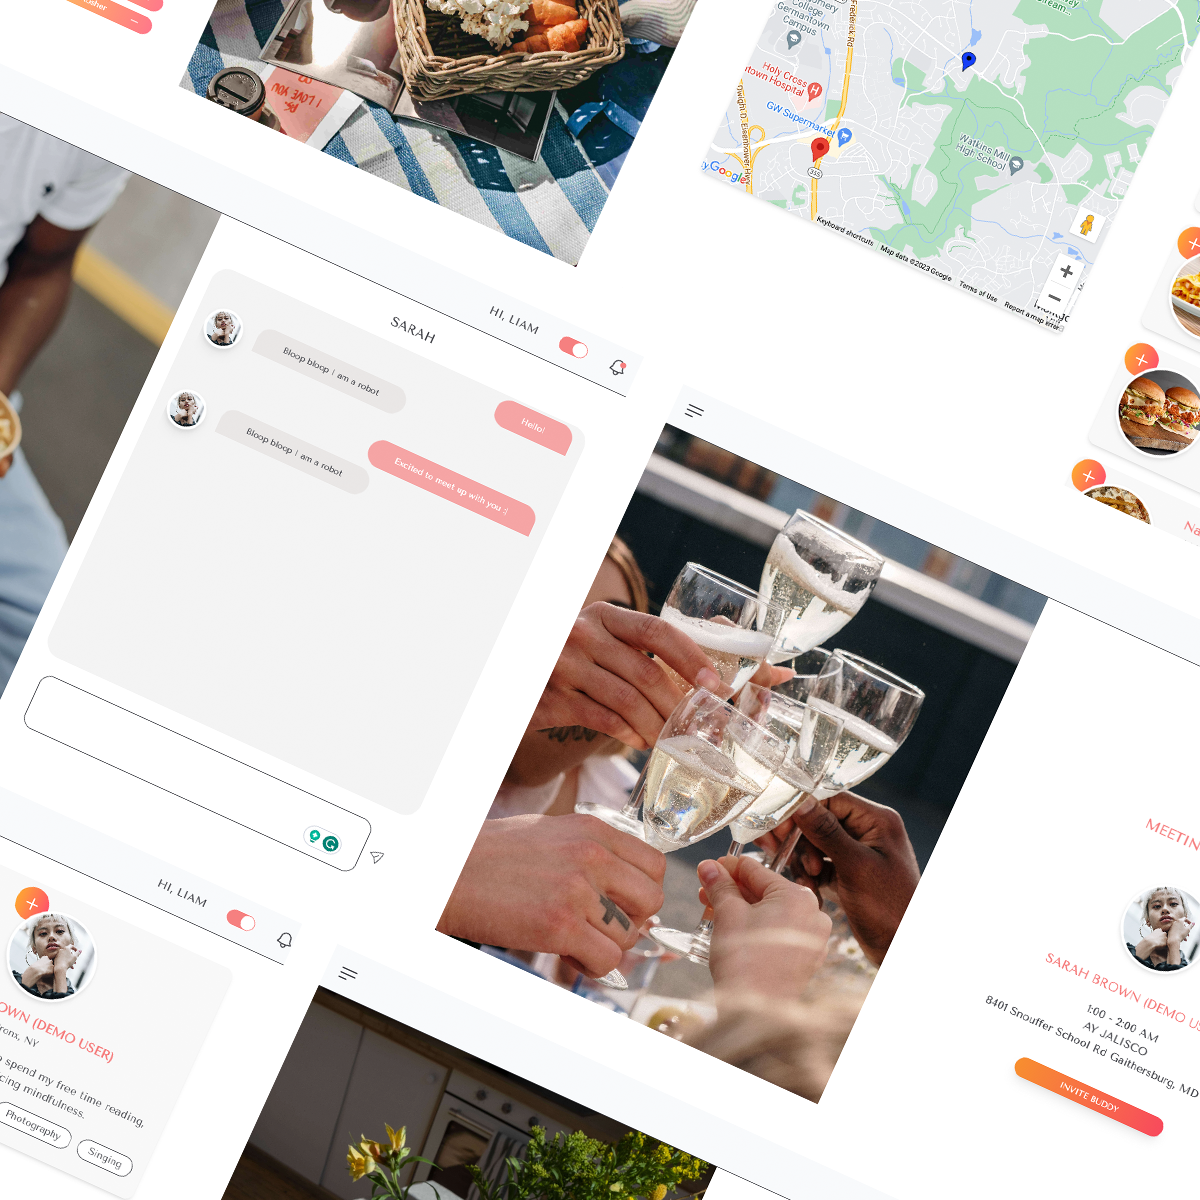 I LOVE YOU
College
Germantown
Campus
Frederick Rd
Holy Cross
town Hospital
GW Supermarket
Dwight D. Eisenhower Hwy
Watkins Mill
High School
355
Google
Keyboard shortcuts
Map data ©2023 Google
Terms of Use
Report a map error
HI, LIAM
SARAH
Bloop bloop I am a robot
Hello!
Bloop bloop I am a robot
Excited to meet up with you :)
MEETIN
SARAH BROWN (DEMO US
1:00 - 2:00 AM
AY JALISCO
8401 Snouffer School Rd Gaithersburg, MD
INVITE BUDDY
HI, LIAM
OWN (DEMO USER)
ronx, NY
o spend my free time reading,
cing mindfulness.
Photography
Singing
Na